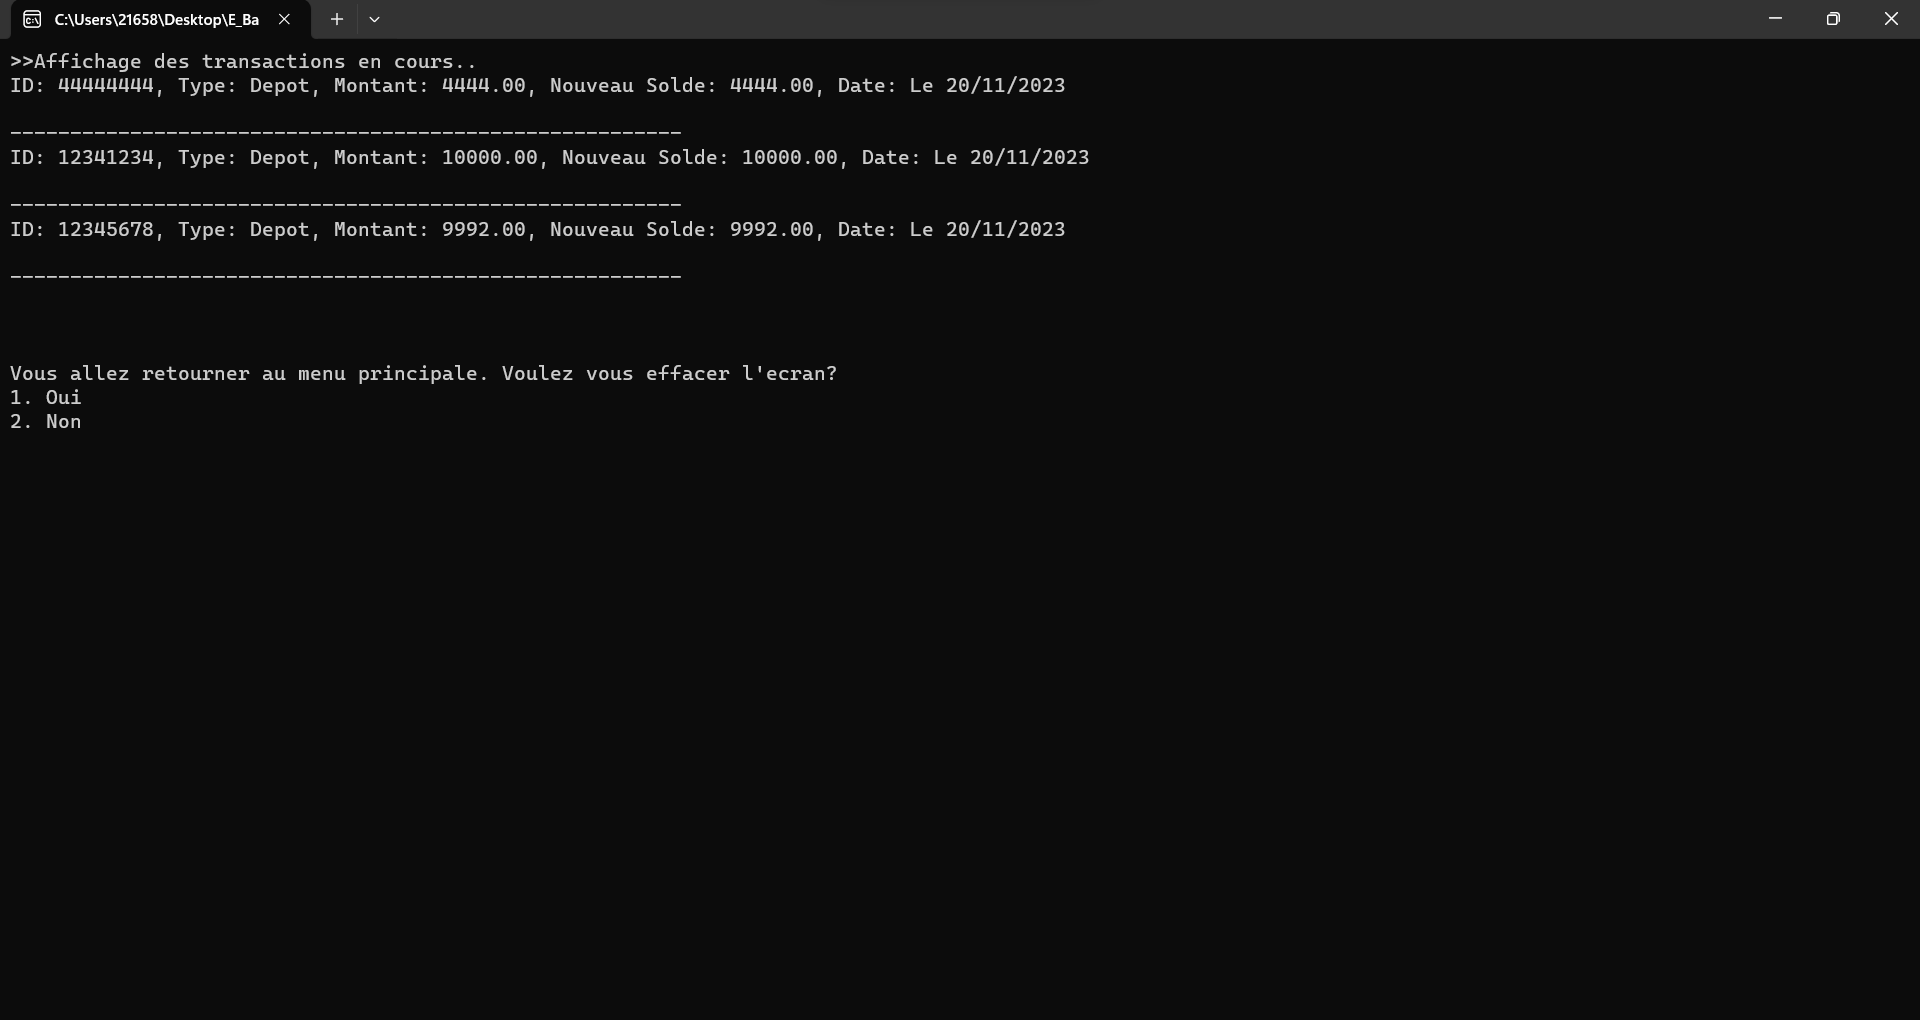 C:\Users\21658\Desktop\E_Ba
>>Affichage des transactions en cours..
ID: 44444444, Type: Depot, Montant: 4444.00, Nouveau Solde: 4444.00, Date: Le 20/11/2023
________________________________________________________
ID: 12341234, Type: Depot, Montant: 10000.00, Nouveau Solde: 10000.00, Date: Le 20/11/2023
________________________________________________________
ID: 12345678, Type: Depot, Montant: 9992.00, Nouveau Solde: 9992.00, Date: Le 20/11/2023
________________________________________________________
Vous allez retourner au menu principale. Voulez vous effacer l'ecran?
1. Oui
2. Non